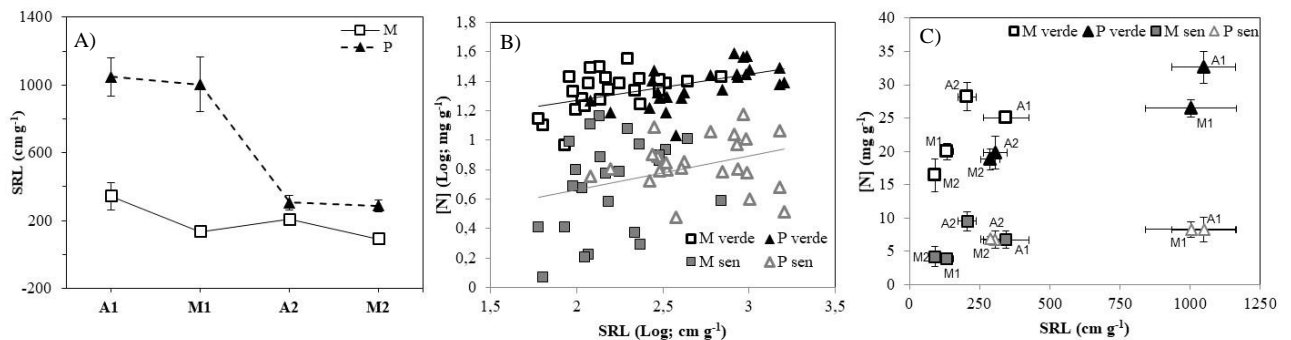 A)
M
P
1400
1000
600
200
-200
SRL (cm g-1)
A1 M1 A2 M2
B)
1,8
1,6
1,4
1,2
1
0,8
0,6
0,4
0,2
0
[N] (Log; mg g-1)
M verde P verde
M sen P sen
1,5 2 2,5 3 3,5
SRL (Log; cm g-1)
C)
M verde P verde M sen P sen
40
35
30
25
20
15
10
5
0
[N] (mg g-1)
A1
A2
A1
M1
M1
A2
M2
M2
A2
A2
A1
M1
M2
A1
M2
M1
0 250 500 750 1000 1250
SRL (cm g-1)